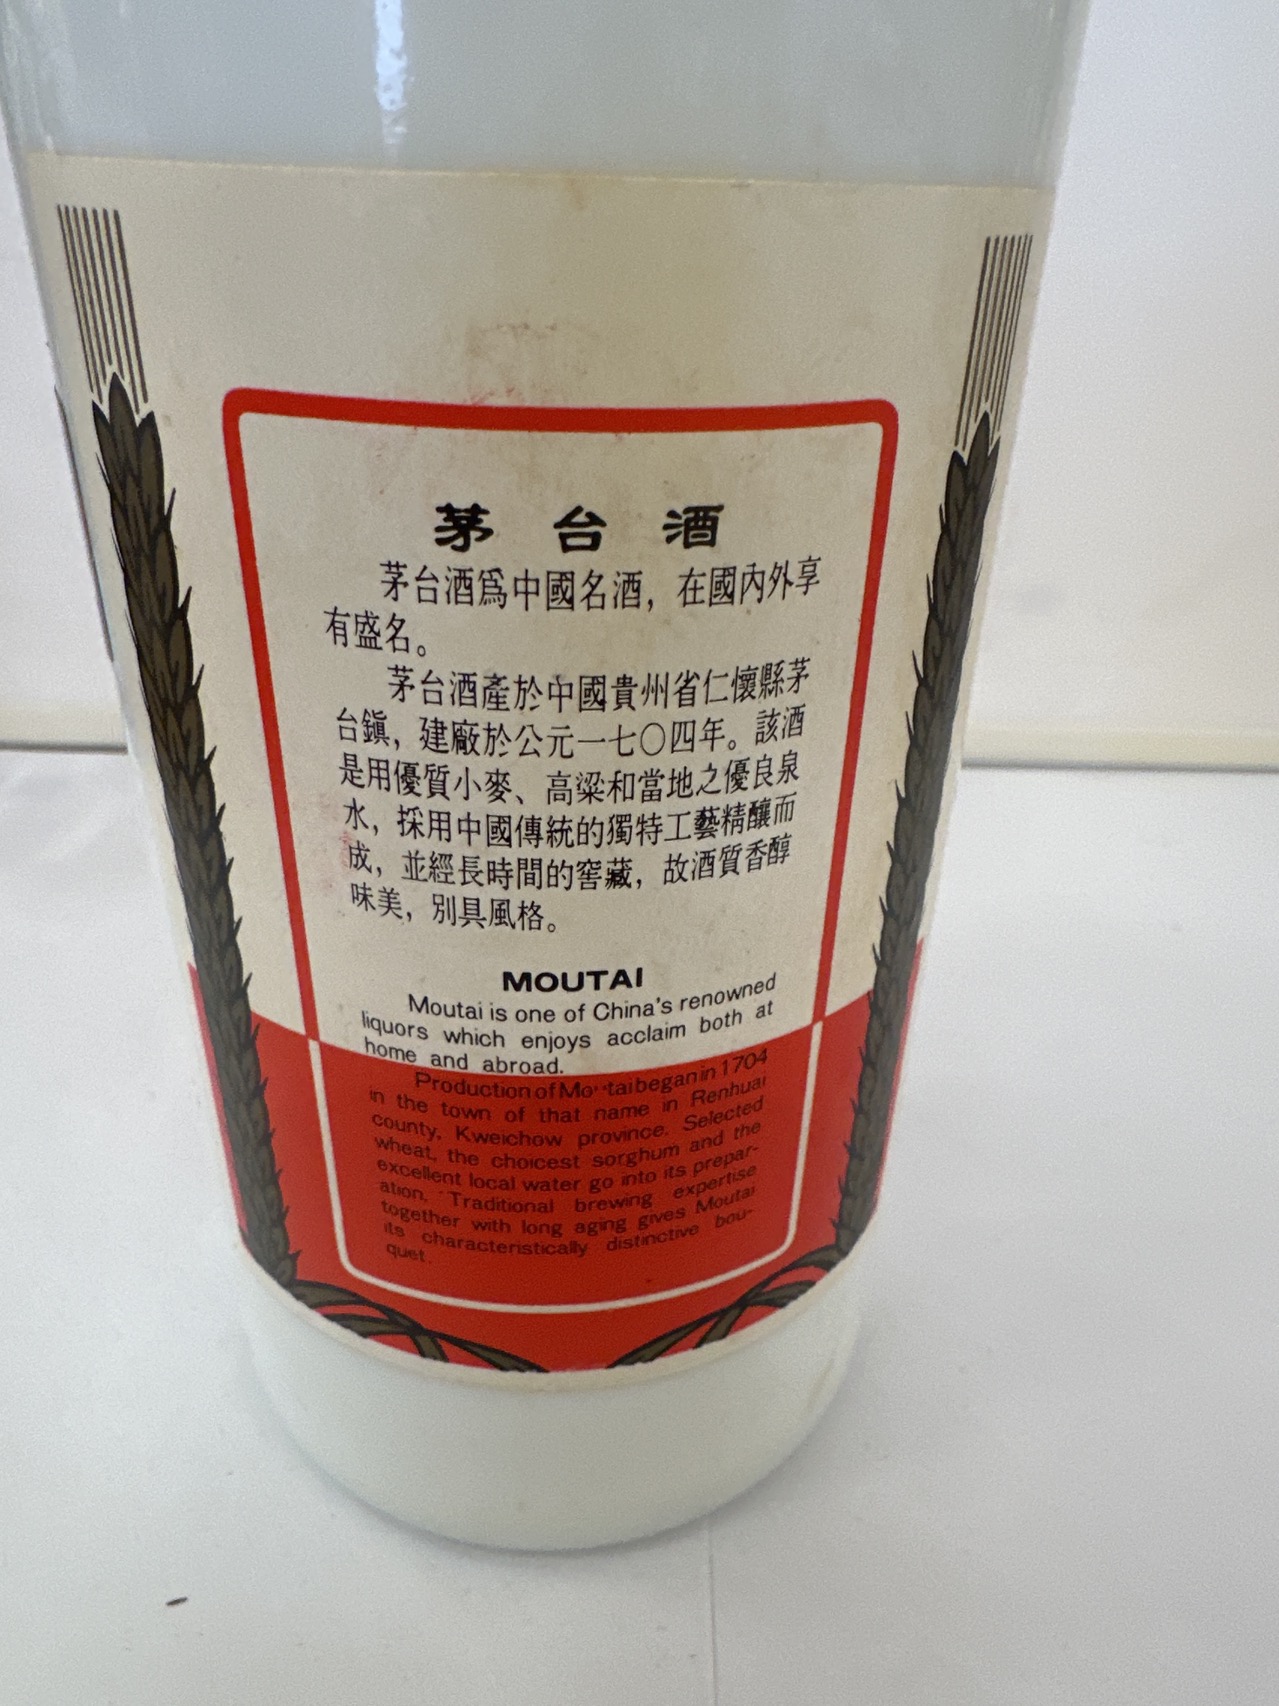 茅台酒
茅台酒爲中國名酒，在國內外享
有盛名。
茅台酒產於中國貴州省仁懷縣茅
台鎭，建廠於公元一七〇四年。該酒
是用優質小麥、高粱和當地之優良泉
水，採用中國傳統的獨特工藝精釀而
成，並經長時間的窖藏，故酒質香醇
味美，別具風格。
MOUTAI
Moutai is one of China's renowned
liquors which enjoys acclaim both at
home and abroad.
Production of began in 1704
in the town of that name in Renhuai
county, Kweichow province. Selected
wheat, the choicest sorghum and the
excellent local water go into its prepar-
ation. Traditional brewing expertise
together with long aging gives Moutai
its characteristically distinctive bou-
quet.